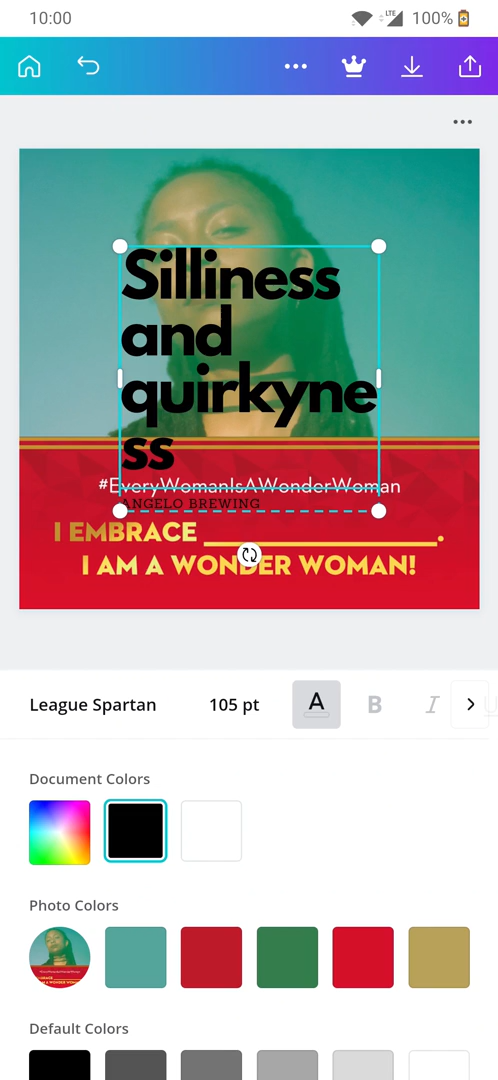 10:00
LTE
100%
Silliness
and
quirkyne
ss
#EveryWomanIsAWonderWoman
ANGELO BREWING
I EMBRACE ____________________.
I AM A WONDER WOMAN!
League Spartan 105 pt A B I U
Document Colors
Photo Colors
Default Colors